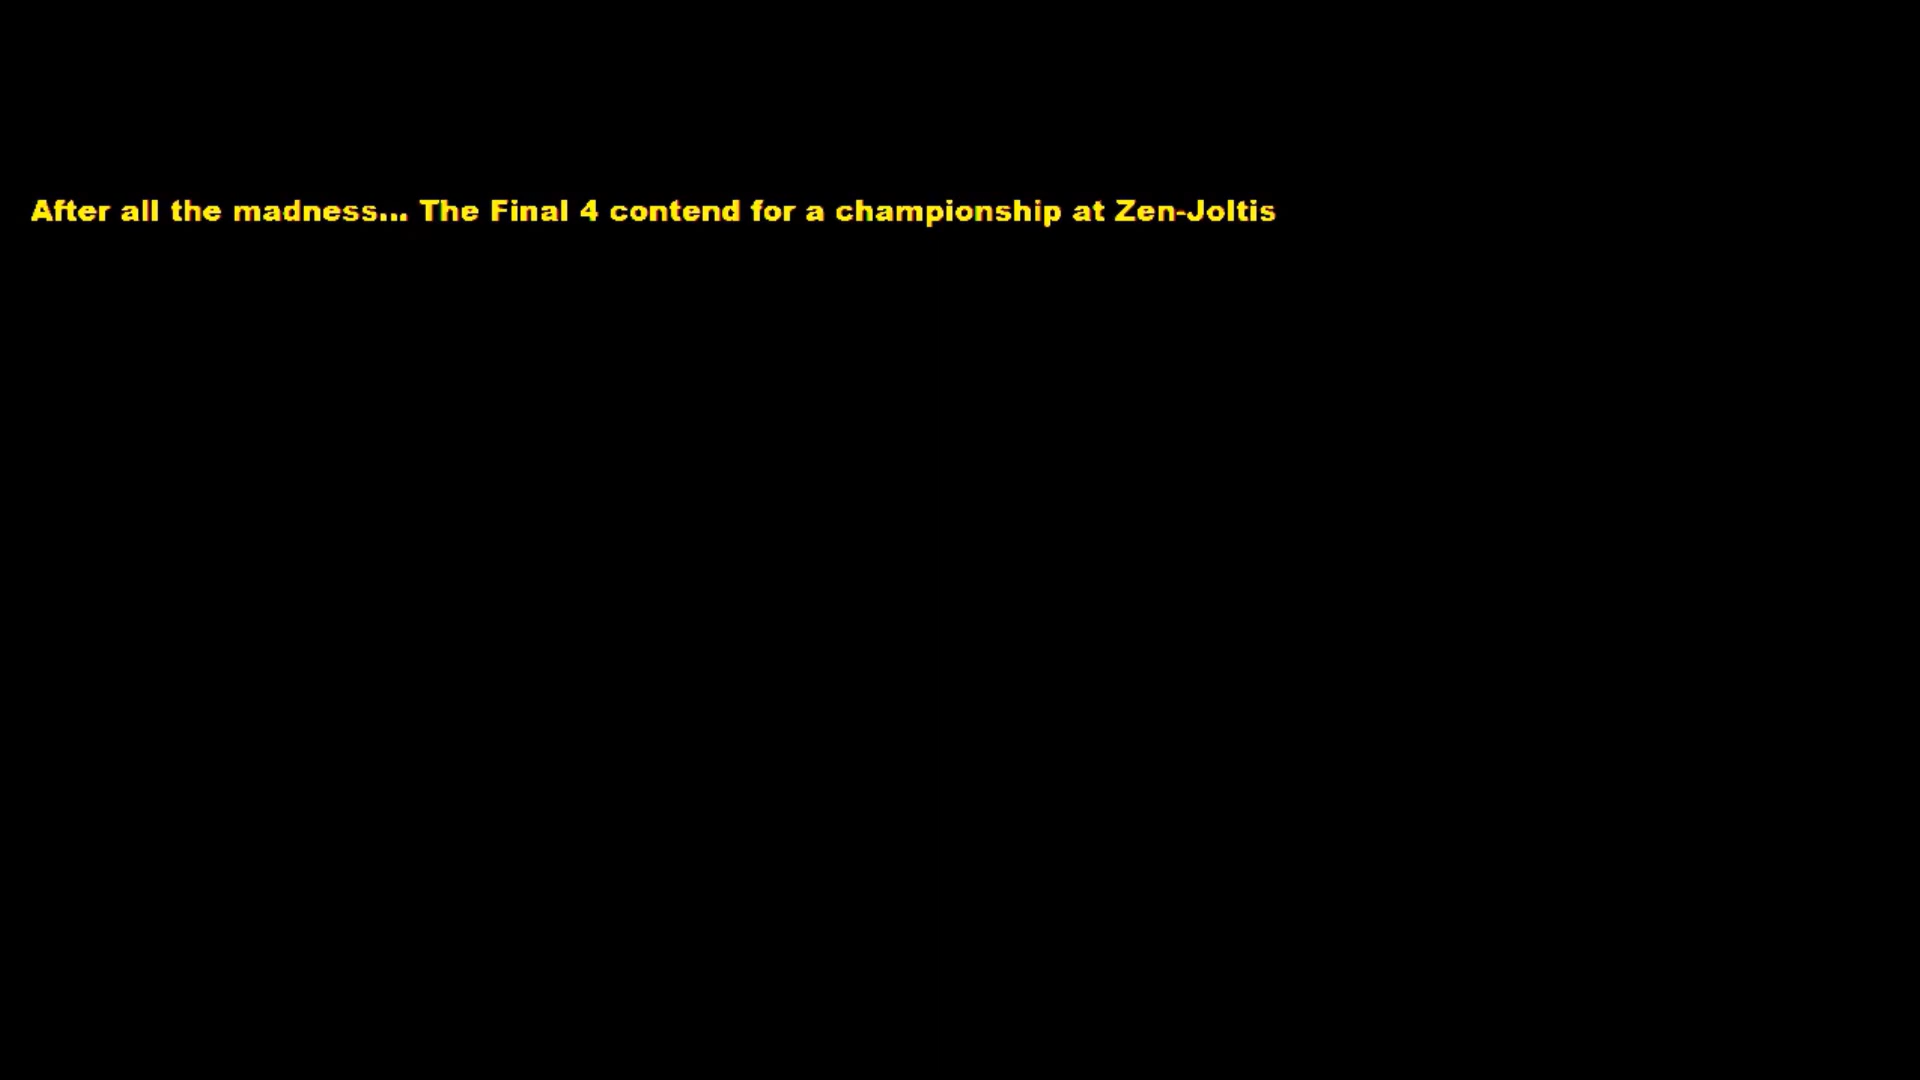 After all the madness... The Final 4 contend for a championship at Zen-Joltis